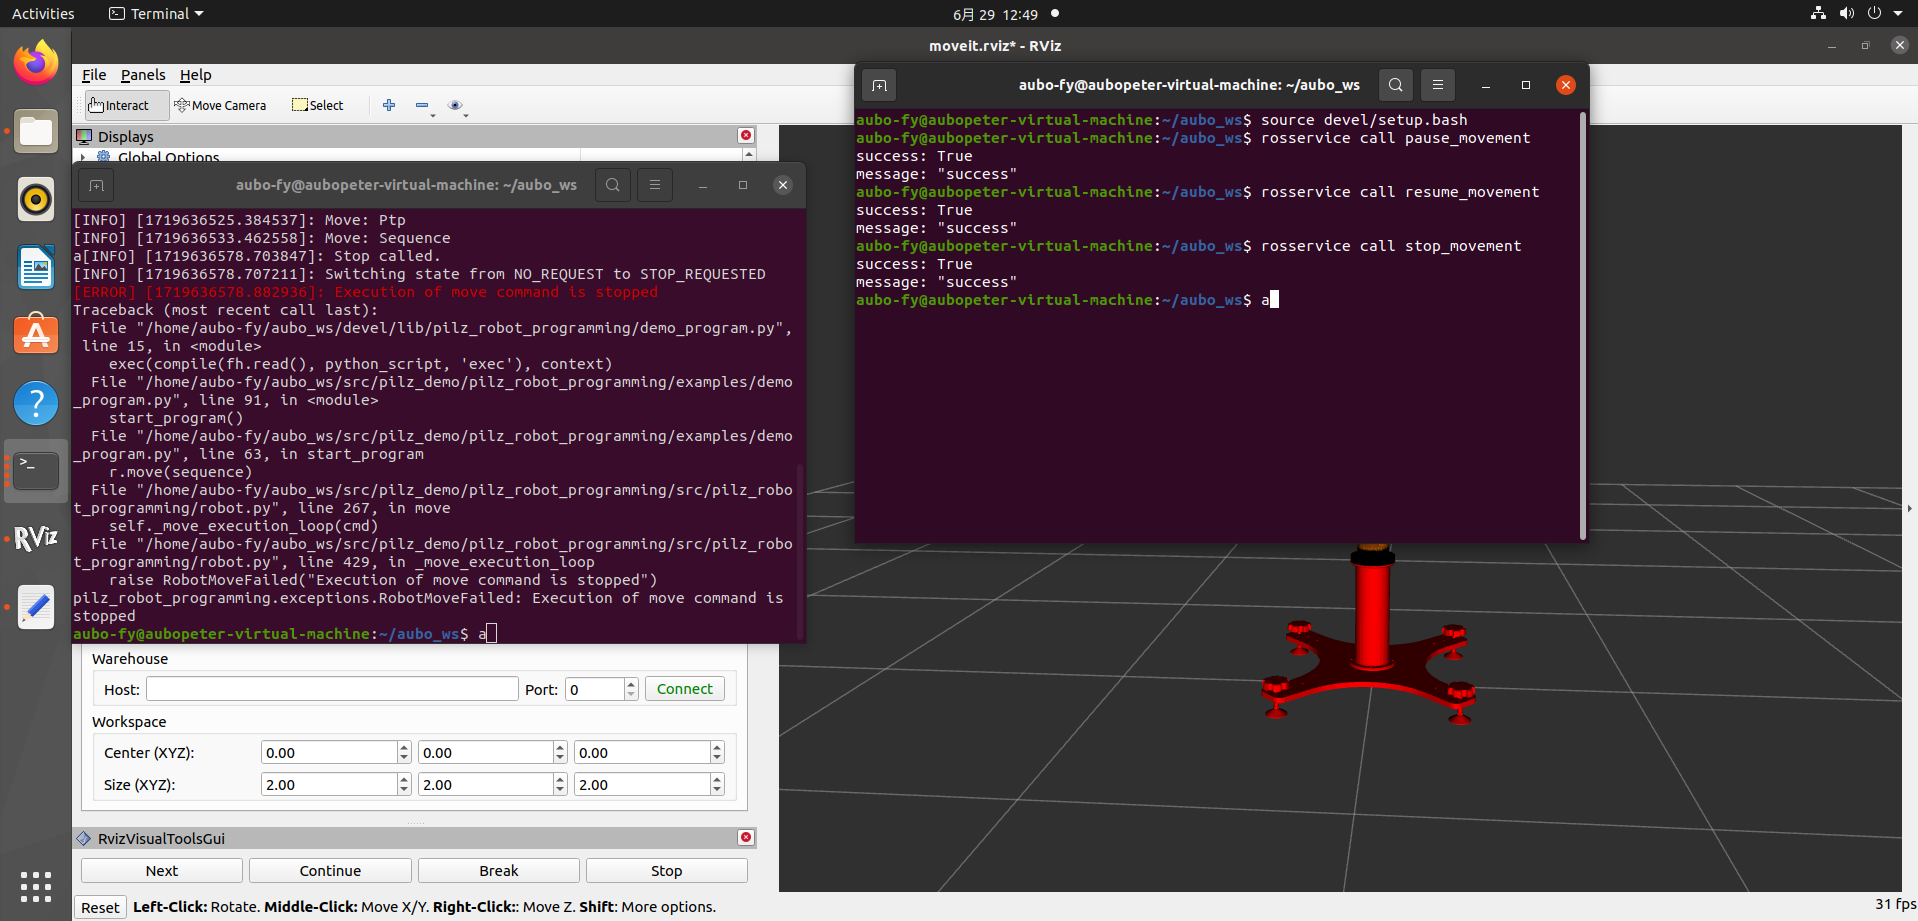 Activities
Terminal
6月 29 12:49
moveit.rviz* - RViz
File Panels Help
Interact
Move Camera
Select
Displays
Global Options
aubo-fy@aubopeter-virtual-machine: ~/aubo_ws
[INFO] [1719636525.384537]: Move: Ptp
[INFO] [1719636533.462558]: Move: Sequence
a[INFO] [1719636578.703847]: Stop called.
[INFO] [1719636578.707211]: Switching state from NO_REQUEST to STOP_REQUESTED
[ERROR] [1719636578.882936]: Execution of move command is stopped
Traceback (most recent call last):
File "/home/aubo-fy/aubo_ws/devel/lib/pilz_robot_programming/demo_program.py",
line 15, in <module>
exec(compile(fh.read(), python_script, 'exec'), context)
File "/home/aubo-fy/aubo_ws/src/pilz_demo/pilz_robot_programming/examples/demo
_program.py", line 91, in <module>
start_program()
File "/home/aubo-fy/aubo_ws/src/pilz_demo/pilz_robot_programming/examples/demo
_program.py", line 63, in start_program
r.move(sequence)
File "/home/aubo-fy/aubo_ws/src/pilz_demo/pilz_robot_programming/src/pilz_robo
t_programming/robot.py", line 267, in move
self._move_execution_loop(cmd)
File "/home/aubo-fy/aubo_ws/src/pilz_demo/pilz_robot_programming/src/pilz_robo
t_programming/robot.py", line 429, in _move_execution_loop
raise RobotMoveFailed("Execution of move command is stopped")
pilz_robot_programming.exceptions.RobotMoveFailed: Execution of move command is
stopped
aubo-fy@aubopeter-virtual-machine:~/aubo_ws$ a
aubo-fy@aubopeter-virtual-machine: ~/aubo_ws
aubo-fy@aubopeter-virtual-machine:~/aubo_ws$ source devel/setup.bash
aubo-fy@aubopeter-virtual-machine:~/aubo_ws$ rosservice call pause_movement
success: True
message: "success"
aubo-fy@aubopeter-virtual-machine:~/aubo_ws$ rosservice call resume_movement
success: True
message: "success"
aubo-fy@aubopeter-virtual-machine:~/aubo_ws$ rosservice call stop_movement
success: True
message: "success"
aubo-fy@aubopeter-virtual-machine:~/aubo_ws$ a
RViz
Warehouse
Host:
Port: 0
Connect
Workspace
Center (XYZ): 0.00 0.00 0.00
Size (XYZ): 2.00 2.00 2.00
RvizVisualToolsGui
Next Continue Break Stop
Reset
Left-Click: Rotate. Middle-Click: Move X/Y. Right-Click:: Move Z. Shift: More options.
31 fps